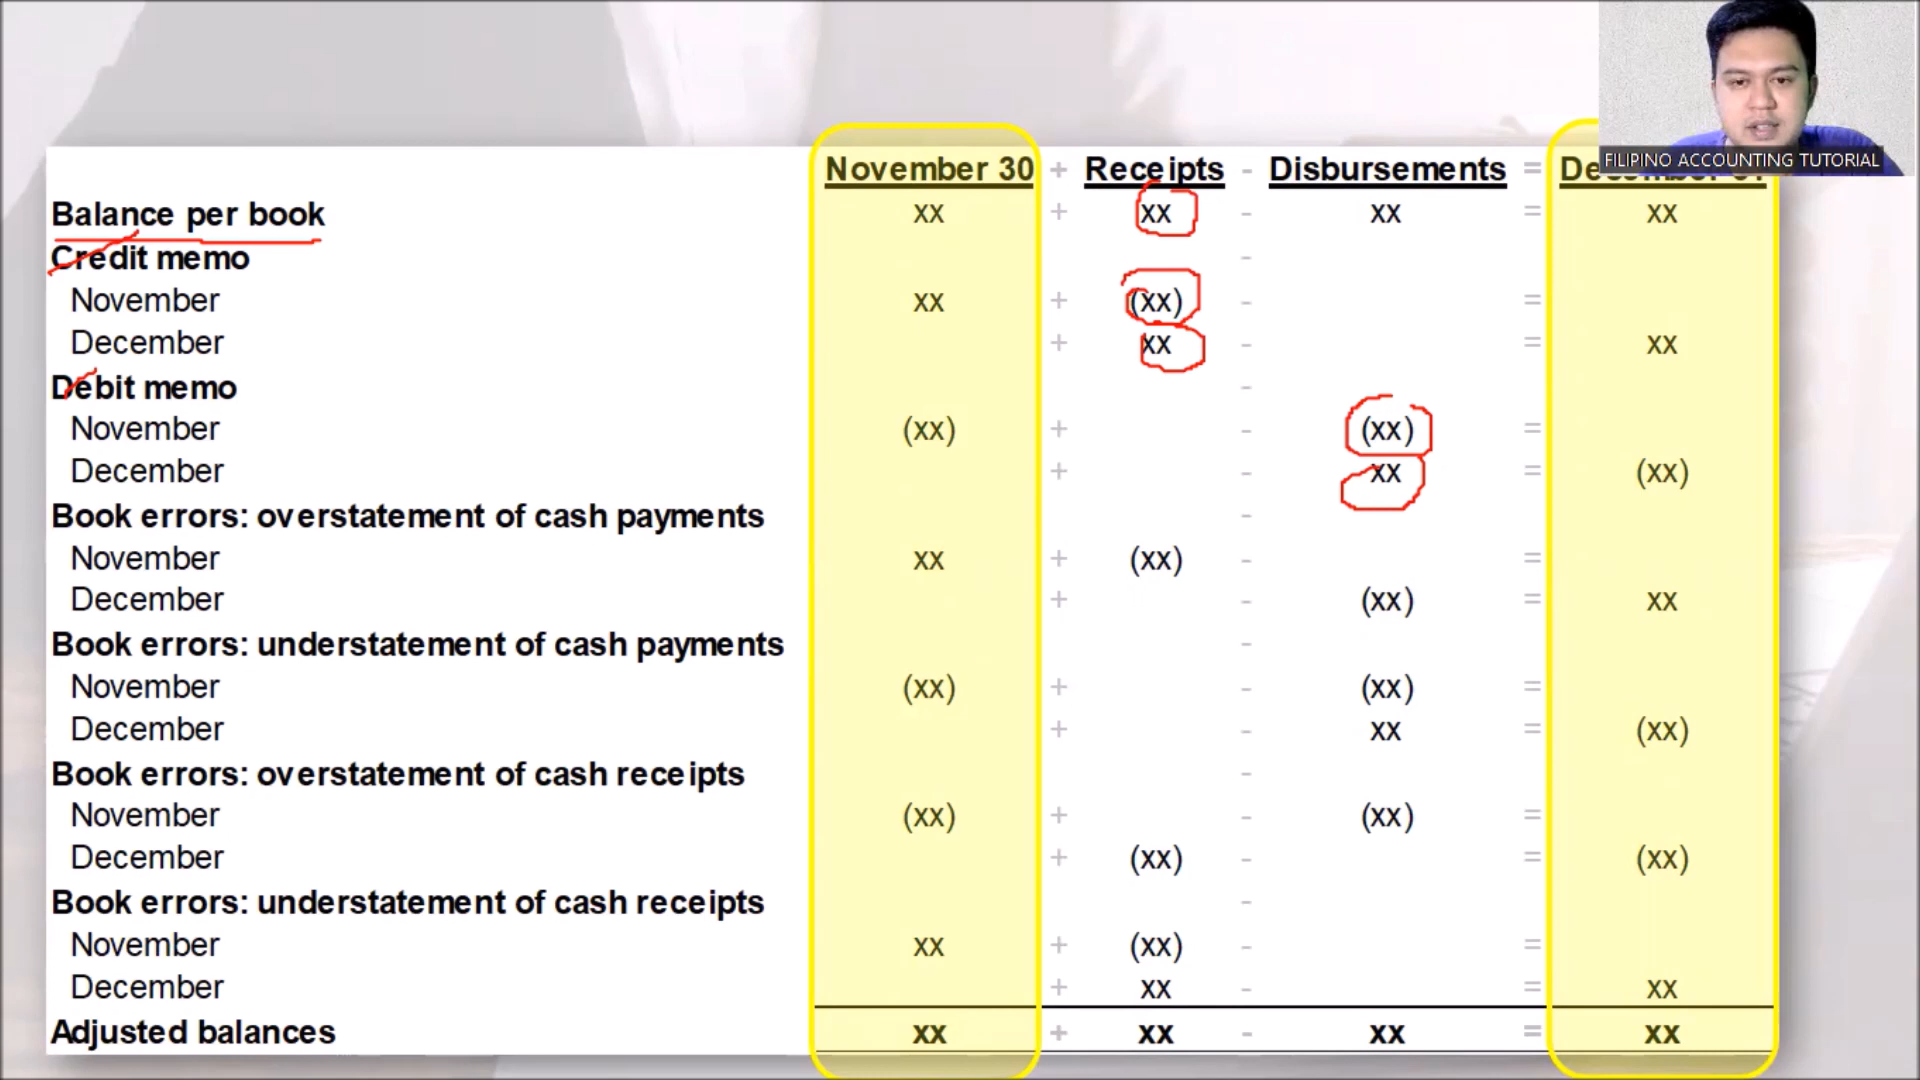 FILIPINO ACCOUNTING TUTORIAL
November 30 + Receipts - Disbursements =
Balance per book xx + xx - xx = xx
Credit memo -
November xx + (xx) - =
December + xx - = xx
Debit memo -
November (xx) + - (xx) =
December + - xx = (xx)
Book errors: overstatement of cash payments -
November xx + (xx) - =
December + - (xx) = xx
Book errors: understatement of cash payments -
November (xx) + - (xx) =
December + - xx = (xx)
Book errors: overstatement of cash receipts -
November (xx) + - (xx) =
December + (xx) - = (xx)
Book errors: understatement of cash receipts -
November xx + (xx) - =
December + xx - = xx
Adjusted balances xx + xx - xx = xx